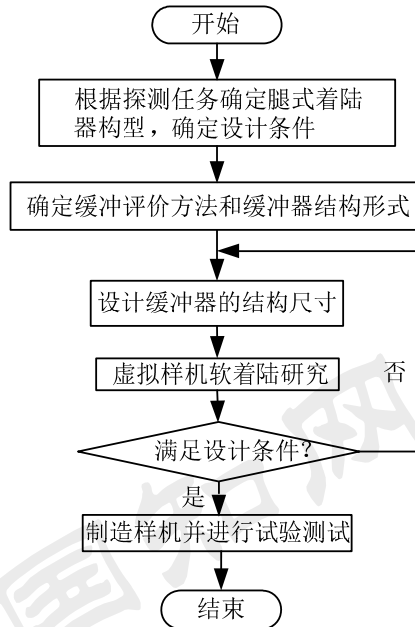 开始
根据探测任务确定腿式着陆
器构型，确定设计条件
确定缓冲评价方法和缓冲器结构形式
设计缓冲器的结构尺寸
虚拟样机软着陆研究
否
满足设计条件？
是
制造样机并进行试验测试
结束